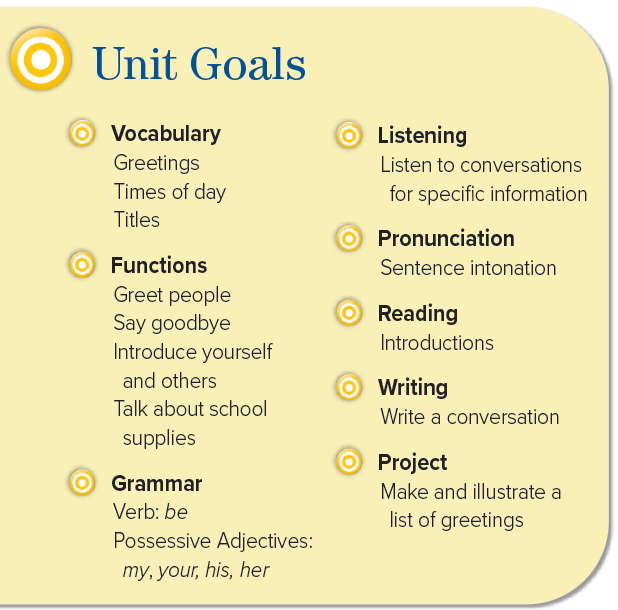 Unit Goals
Vocabulary
Greetings
Times of day
Titles
Functions
Greet people
Say goodbye
Introduce yourself
and others
Talk about school
supplies
Grammar
Verb: be
Possessive Adjectives:
my, your, his, her
Listening
Listen to conversations
for specific information
Pronunciation
Sentence intonation
Reading
Introductions
Writing
Write a conversation
Project
Make and illustrate a
list of greetings